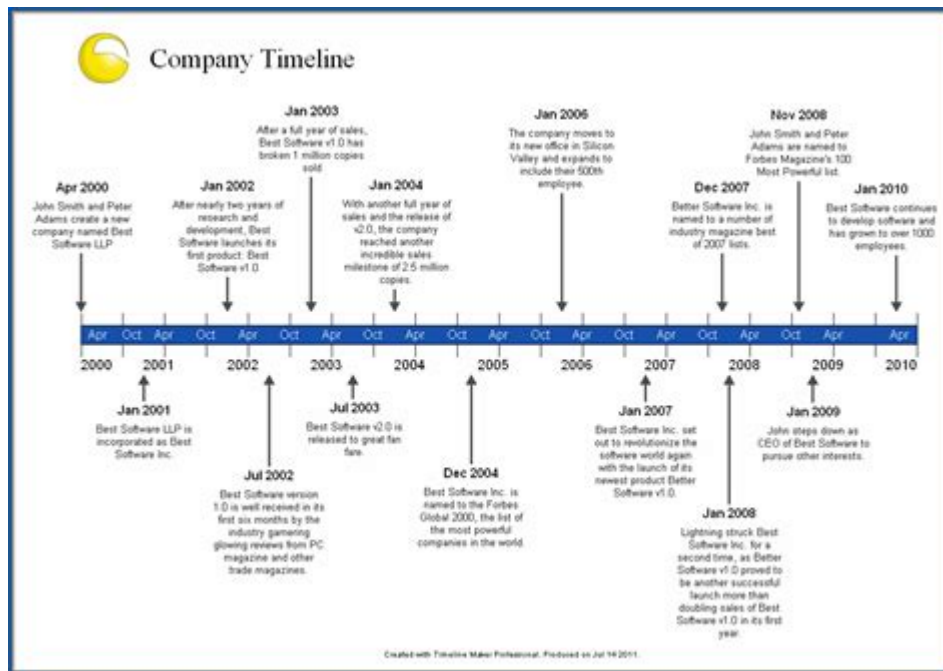 Company Timeline
Jan 2003
After a full year of sales,
Best Software v1.0 has
broken 1 million copies
sold.
Jan 2006
The company moves to
its new office in Silicon
Valley and expands to
include their 500th
employee.
Nov 2008
John Smith and Peter
Adams are named to
Forbes Magazine's 100
Most Powerful list.
Apr 2000
John Smith and Peter
Adams create a new
company named Best
Software LLP
Jan 2002
After nearly two years of
research and
development, Best
Software launches its
first product: Best
Software v1.0
Jan 2004
With another full year of
sales and the release of
v2.0, the company
reached another
incredible sales
milestone of 2.5 million
copies.
Dec 2007
Better Software Inc. is
named to a number of
industry magazine best
of 2007 lists.
Jan 2010
Best Software continues
to develop software and
has grown to over 1000
employees.
Apr Oct Apr Oct Apr Oct Apr Oct Apr Oct Apr Oct Apr Oct Apr Oct Apr Oct Apr Apr
2000 2001 2002 2003 2004 2005 2006 2007 2008 2009 2010
Jan 2001
Best Software LLP is
incorporated as Best
Software Inc.
Jul 2002
Best Software version
1.0 is well received in its
first six months by the
industry garnering
glowing reviews from PC
magazine and other
trade magazines.
Jul 2003
Best Software v2.0 is
released to great fan
fare.
Dec 2004
Best Software Inc. is
named to the Forbes
Global 2000, the list of
the most powerful
companies in the world.
Jan 2007
Best Software Inc. set
out to revolutionize the
software world again
with the launch of its
newest product Better
Software v1.0.
Jan 2008
Lightning struck Best
Software Inc. for a
second time, as Better
Software v1.0 proved to
be another successful
launch more than
doubling sales of Best
Software v1.0 in its first
year.
Jan 2009
John steps down as
CEO of Best Software to
pursue other interests.
Created with Timeline Maker Professional. Produced on Jul 14 2011.